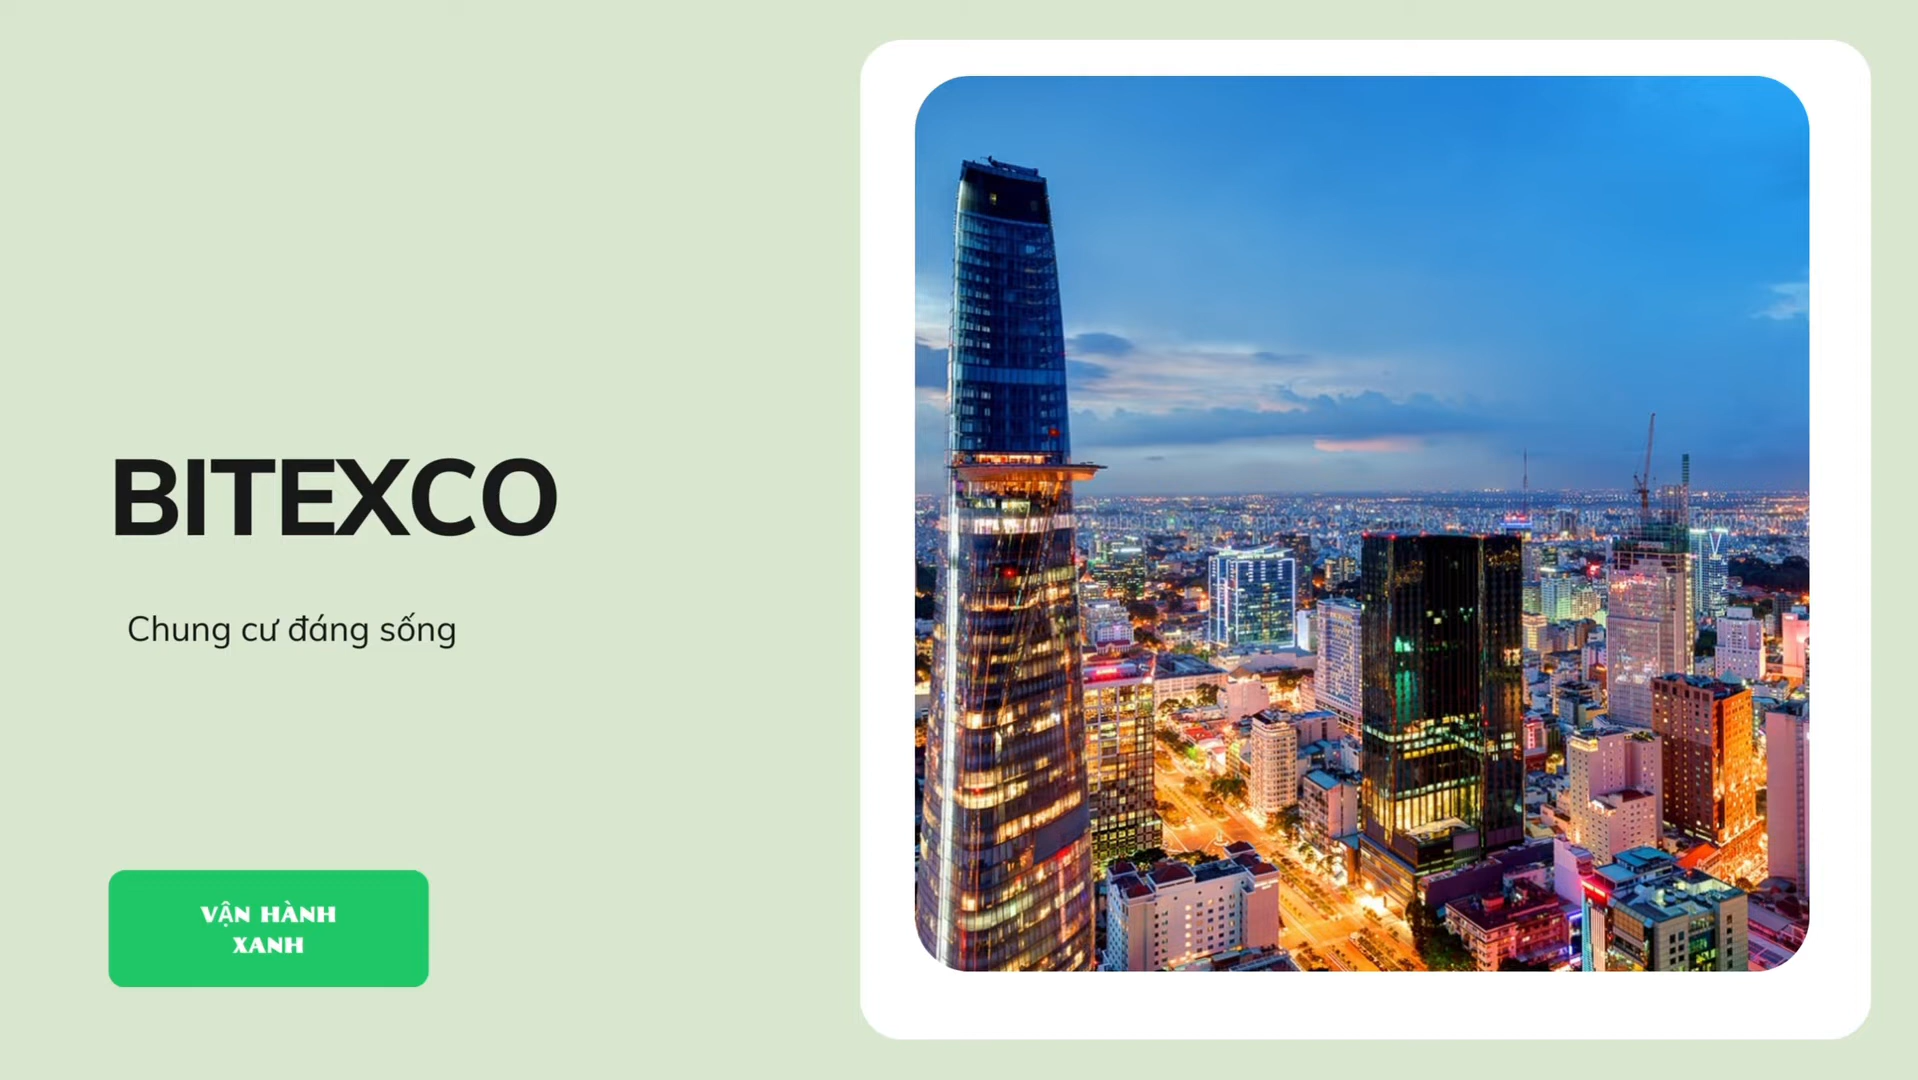 BITEXCO
Chung cư đáng sống
VẬN HÀNH
XANH